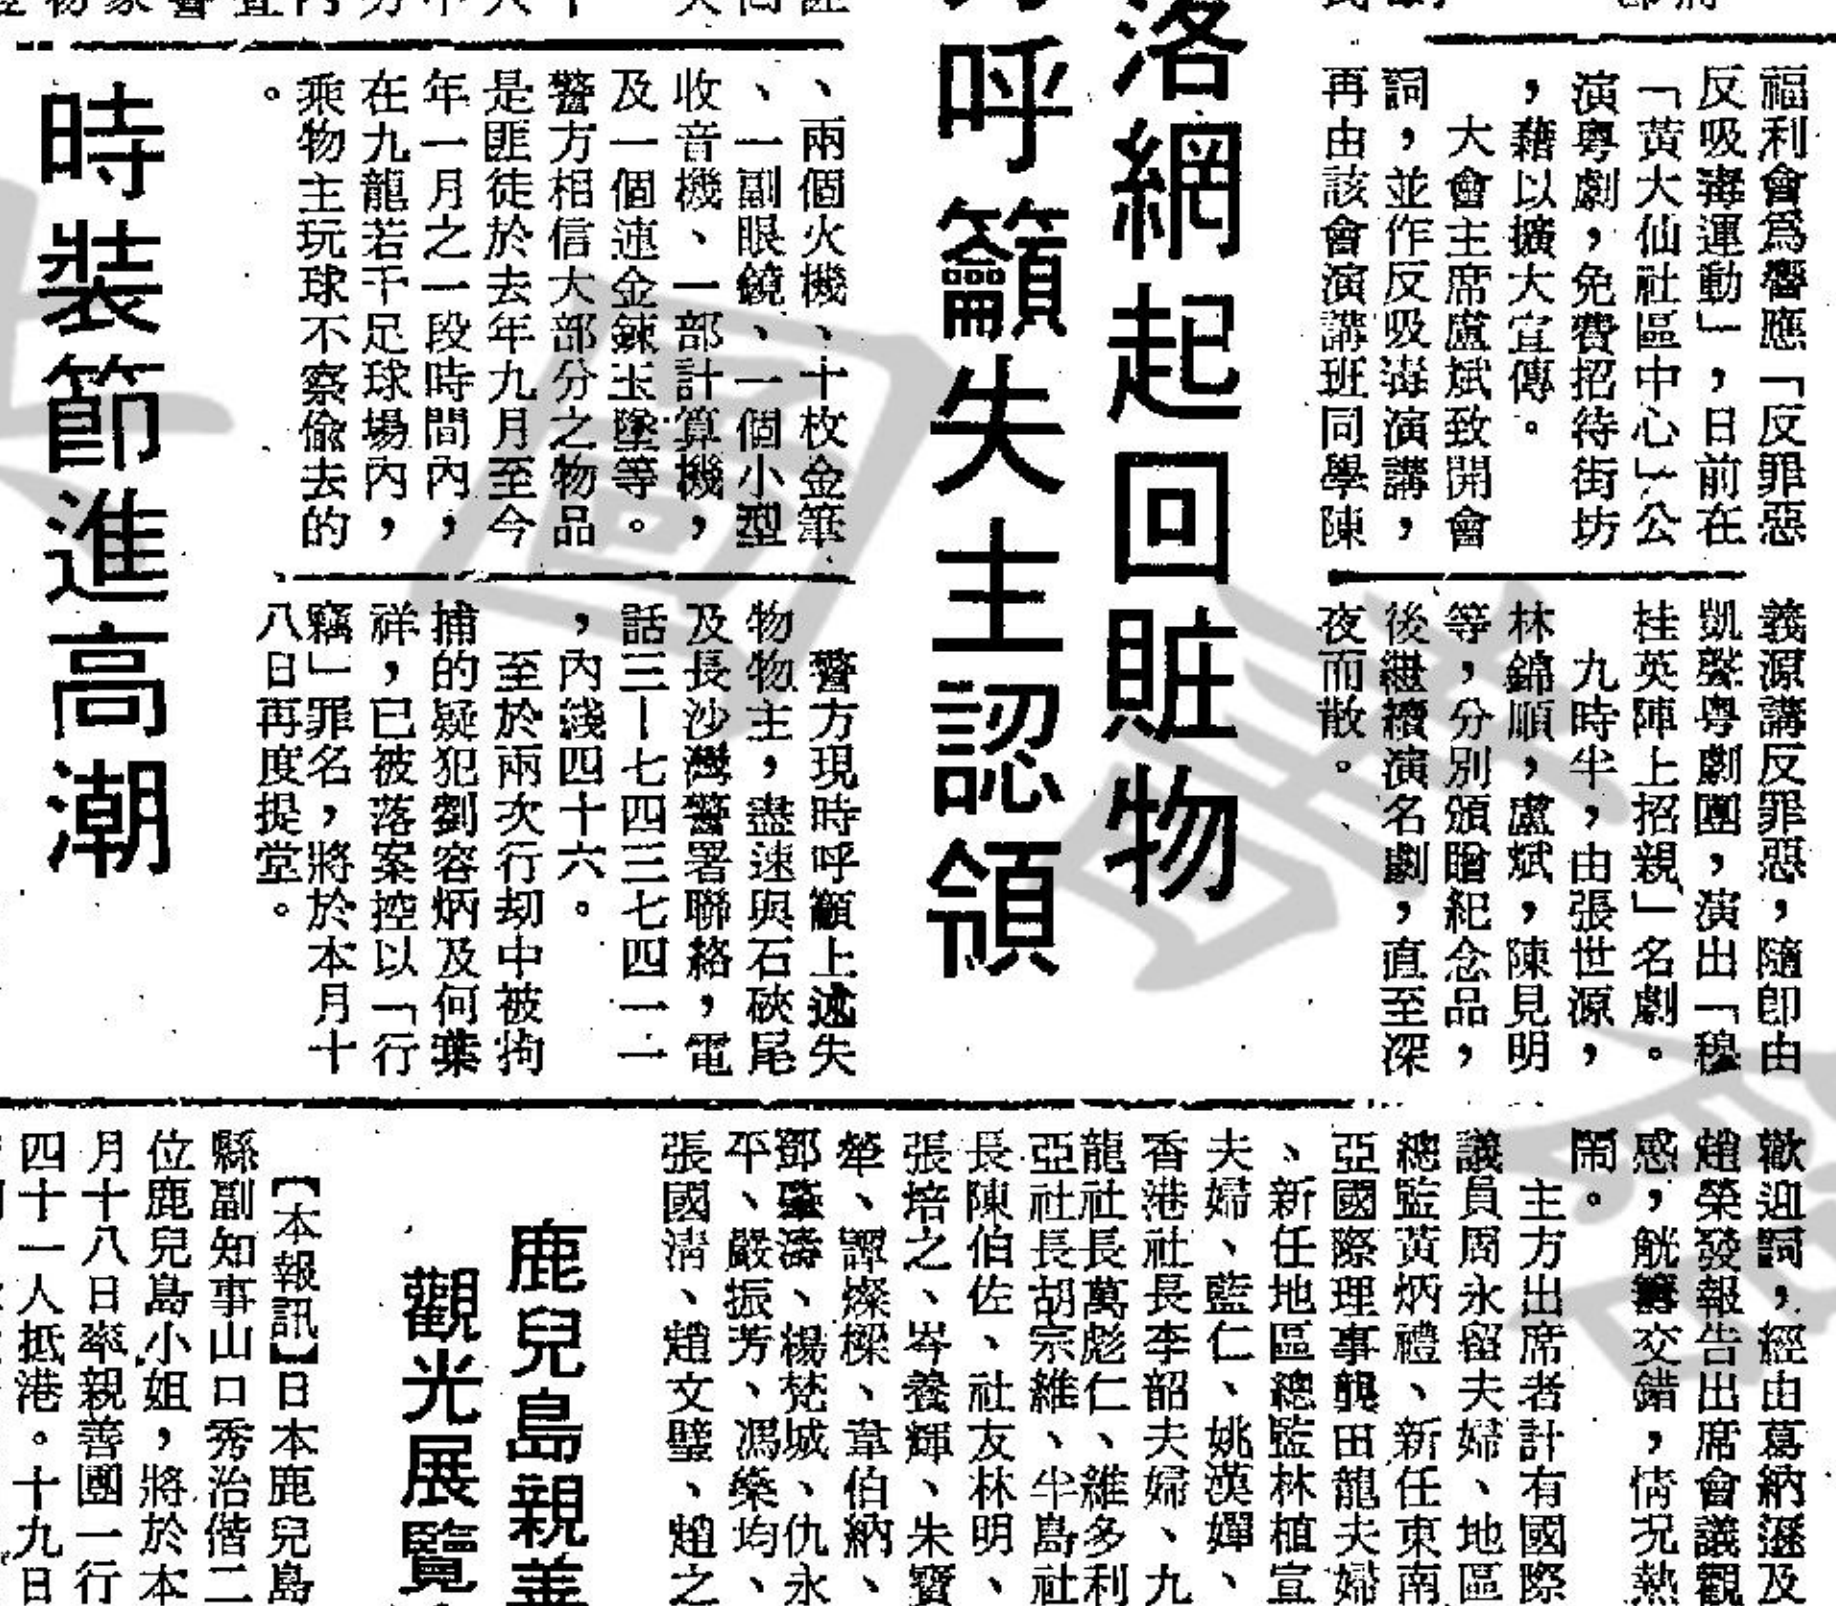 福利會爲響應「反罪惡
反吸毒運動」，日前在
「黃大仙社區中心」公
演粵劇，免費招待街坊
，藉以擴大宣傳。
大會主席盧斌致開會
詞，並作反吸毒演講，
再由該會演講班同學陳
義源講反罪惡，隨卽由
凱聲粵劇團，演出「穆
桂英陣上招親」名劇。
九時半，由張世源，
林錦順，盧斌，陳見明
等，分別頒贈紀念品，
後繼續演名劇，直至深
夜而散。
落網起回賍物
呼籲失主認領
、兩個火機、十枚金筆
、一副眼鏡、一個小型
收音機、一部計算機，
及一個連金鍊玉墜等。
警方相信大部分之物品
是匪徒於去年九月至今
年一月之一段時間內，
在九龍若干足球場內，
乘物主玩球不察偸去的
。
警方現時呼籲上述失
物物主，盡速與石硤尾
及長沙灣警署聯絡，電
話三—七四三七四一一
，內綫四十六。
至於兩次行刧中被拘
捕的疑犯劉容炳及何葉
祥，已被落案控以「行
竊」罪名，將於本月十
八日再度提堂。
時裝節進高潮
歡迎詞，經由葛納遜及
趙榮發報告出席會議觀
感，觥籌交錯，情况熱
鬧。
主方出席者計有國際
議員周永留夫婦、地區
總監黃炳禮、新任東南
亞國際理事龔田龍夫婦
、新任地區總監林植宣
夫婦、藍仁、姚漢嬋、
香港社長李韶夫婦、九
龍社長萬彪仁、維多利
亞社長胡宗維、半島社
長陳伯佐、社友林明、
張培之、岑養輝、朱寶
犖、譚燦樑、韋伯納、
鄧肇濤、楊梵城、仇永
平、嚴振芳、馮樂均、
張國淸、趙文璧、趙之
鹿兒島親善
觀光展覽
【本報訊】日本鹿兒島
縣副知事山口秀治偕二
位鹿兒島小姐，將於本
月十八日率親善團一行
四十一人抵港。十九日